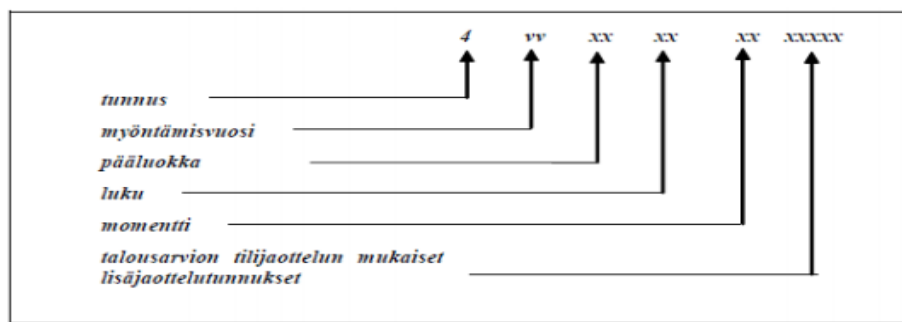 4 vv xx xx xx xxxxx
tunnus
myöntämisvuosi
pääluokka
luku
momentti
talousarvion tilijaottelun mukaiset
lisäjaottelutunnukset